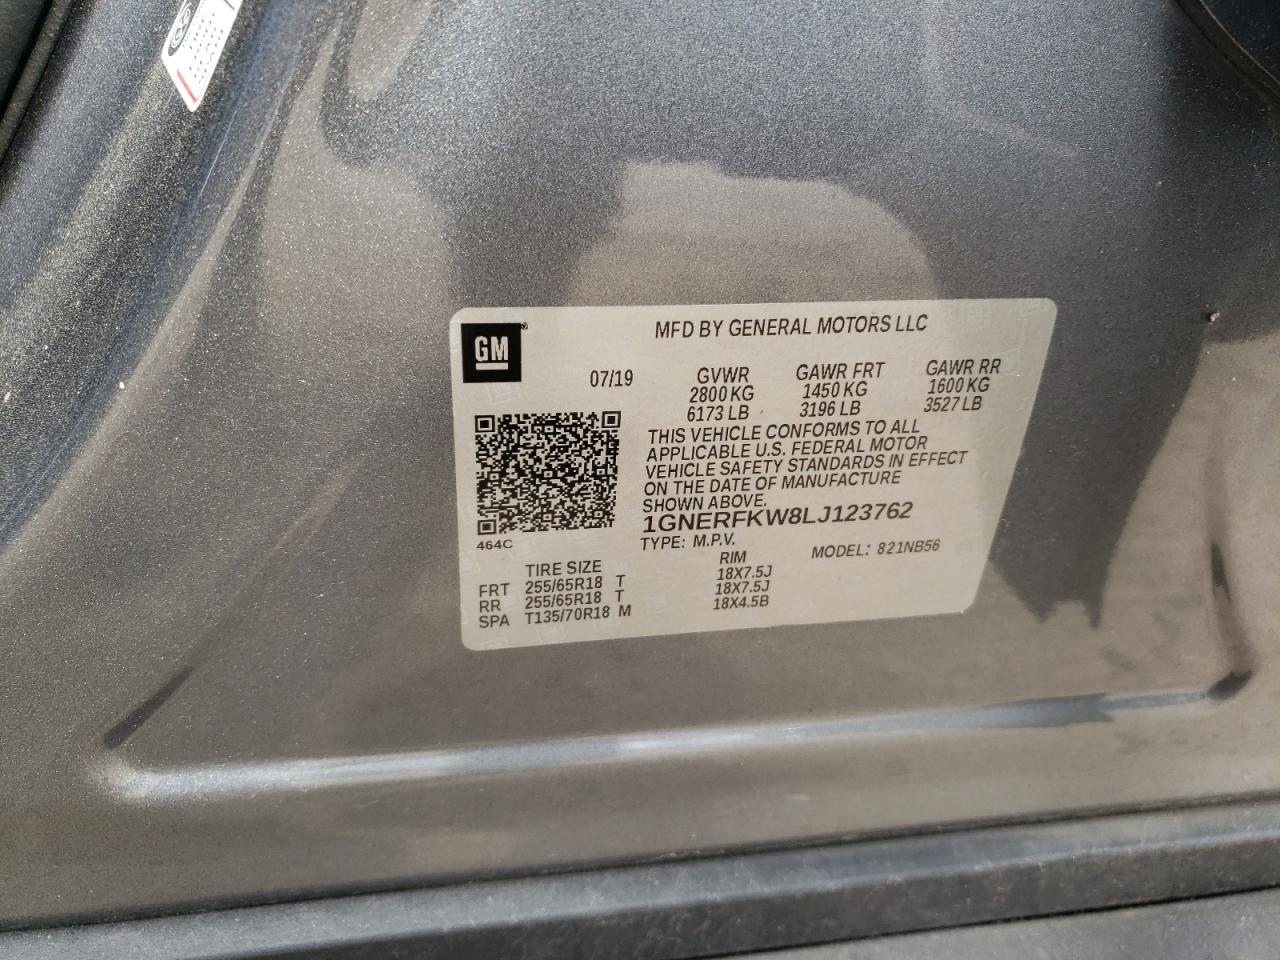 GM
MFD BY GENERAL MOTORS LLC
07/19 GVWR GAWR FRT GAWR RR
2800 KG 1450 KG 1600 KG
6173 LB 3196 LB 3527 LB
THIS VEHICLE CONFORMS TO ALL
APPLICABLE U.S. FEDERAL MOTOR
VEHICLE SAFETY STANDARDS IN EFFECT
ON THE DATE OF MANUFACTURE
SHOWN ABOVE.
1GNERFKW8LJ123762
464C
TYPE: M.P.V. MODEL: 821NB56
TIRE SIZE RIM
FRT 255/65R18 T 18X7.5J
RR 255/65R18 T 18X7.5J
SPA T135/70R18 M 18X4.5B